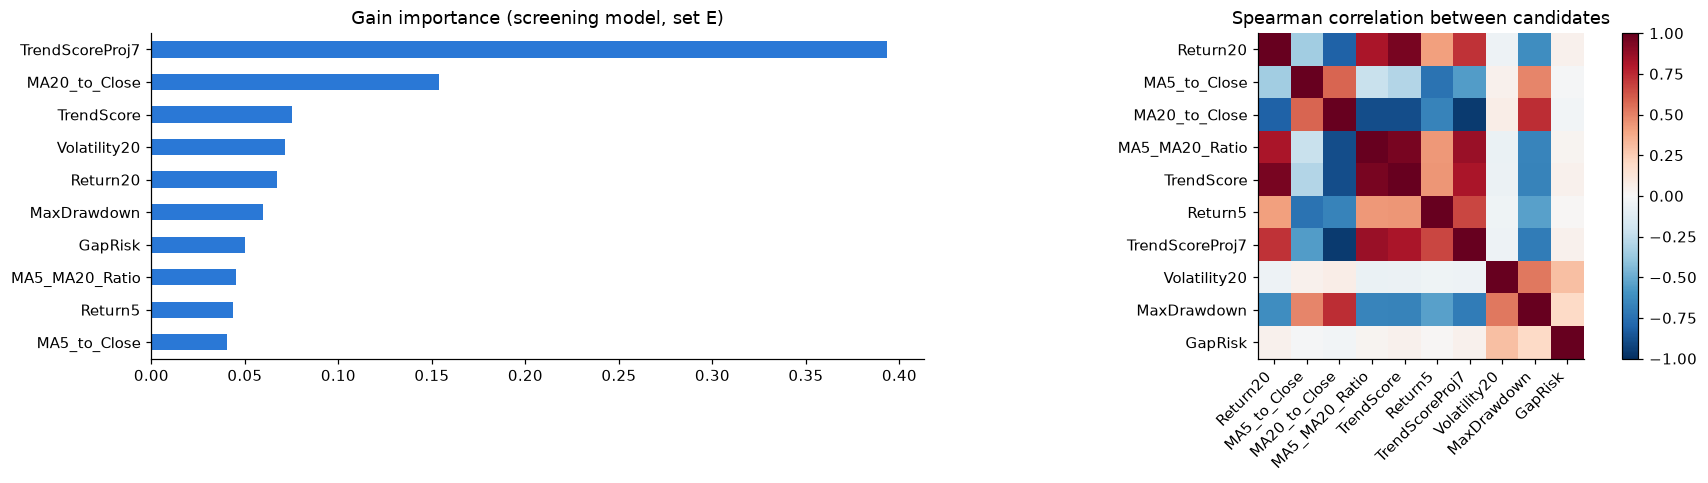 Gain importance (screening model, set E)
TrendScoreProj7
MA20_to_Close
TrendScore
Volatility20
Return20
MaxDrawdown
GapRisk
MA5_MA20_Ratio
Return5
MA5_to_Close
0.00 0.05 0.10 0.15 0.20 0.25 0.30 0.35 0.40
Spearman correlation between candidates
Return20
MA5_to_Close
MA20_to_Close
MA5_MA20_Ratio
TrendScore
Return5
TrendScoreProj7
Volatility20
MaxDrawdown
GapRisk
Return20
MA5_to_Close
MA20_to_Close
MA5_MA20_Ratio
TrendScore
Return5
TrendScoreProj7
Volatility20
MaxDrawdown
GapRisk
1.00
0.75
0.50
0.25
0.00
−0.25
−0.50
−0.75
−1.00